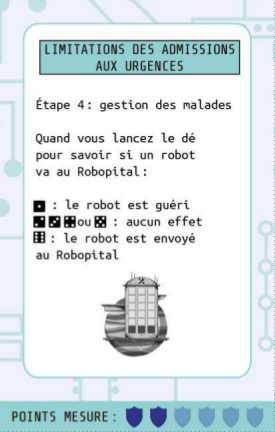 LIMITATIONS DES ADMISSIONS
AUX URGENCES
Étape 4: gestion des malades
Quand vous lancez le dé
pour savoir si un robot
va au Robopital:
⚀ : le robot est guéri
⚁ ⚂ ⚃ ou ⚄ : aucun effet
⚅ : le robot est envoyé
au Robopital
POINTS MESURE: